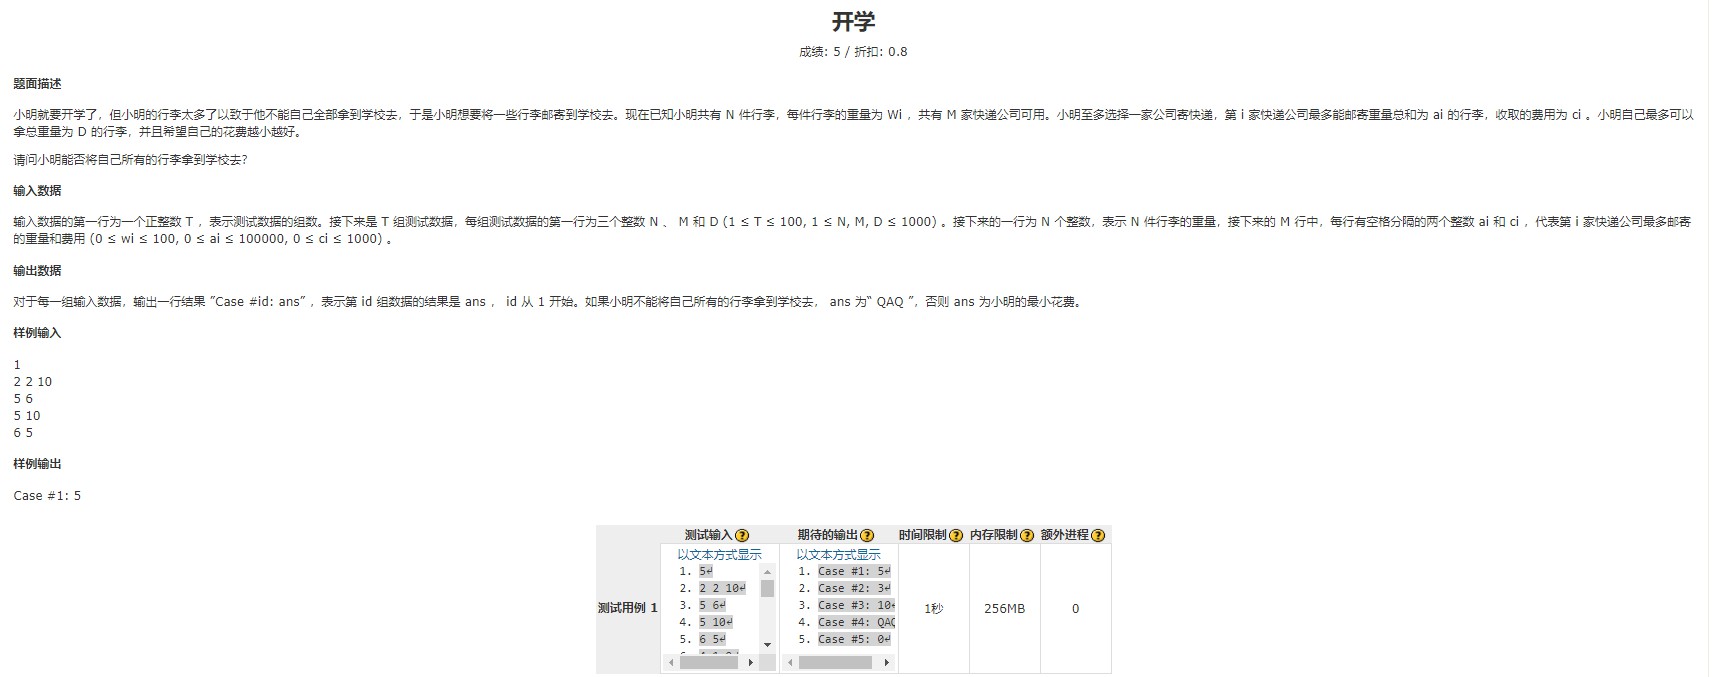 开学
成绩: 5 / 折扣: 0.8
题面描述
小明就要开学了，但小明的行李太多了以致于他不能自己全部拿到学校去，于是小明想要将一些行李邮寄到学校去。现在已知小明共有 N 件行李，每件行李的重量为 Wi ，共有 M 家快递公司可用。小明至多选择一家公司寄快递，第 i 家快递公司最多能邮寄重量总和为 ai 的行李，收取的费用为 ci 。小明自己最多可以
拿总重量为 D 的行李，并且希望自己的花费越小越好。
请问小明能否将自己所有的行李拿到学校去?
输入数据
输入数据的第一行为一个正整数 T ，表示测试数据的组数。接下来是 T 组测试数据，每组测试数据的第一行为三个整数 N 、 M 和 D (1 ≤ T ≤ 100, 1 ≤ N, M, D ≤ 1000) 。接下来的一行为 N 个整数，表示 N 件行李的重量，接下来的 M 行中，每行有空格分隔的两个整数 ai 和 ci ，代表第 i 家快递公司最多邮寄
的重量和费用 (0 ≤ wi ≤ 100, 0 ≤ ai ≤ 100000, 0 ≤ ci ≤ 1000) 。
输出数据
对于每一组输入数据，输出一行结果 ”Case #id: ans” ，表示第 id 组数据的结果是 ans ， id 从 1 开始。如果小明不能将自己所有的行李拿到学校去， ans 为“ QAQ ”，否则 ans 为小明的最小花费。
样例输入
1
2 2 10
5 6
5 10
6 5
样例输出
Case #1: 5
测试输入 ? 期待的输出 ? 时间限制 ? 内存限制 ? 额外进程 ?
测试用例 1
以文本方式显示
1. 5↵
2. 2 2 10↵
3. 5 6↵
4. 5 10↵
5. 6 5↵
以文本方式显示
1. Case #1: 5↵
2. Case #2: 3↵
3. Case #3: 10↵
4. Case #4: QAQ
5. Case #5: 0↵
1秒
256MB
0